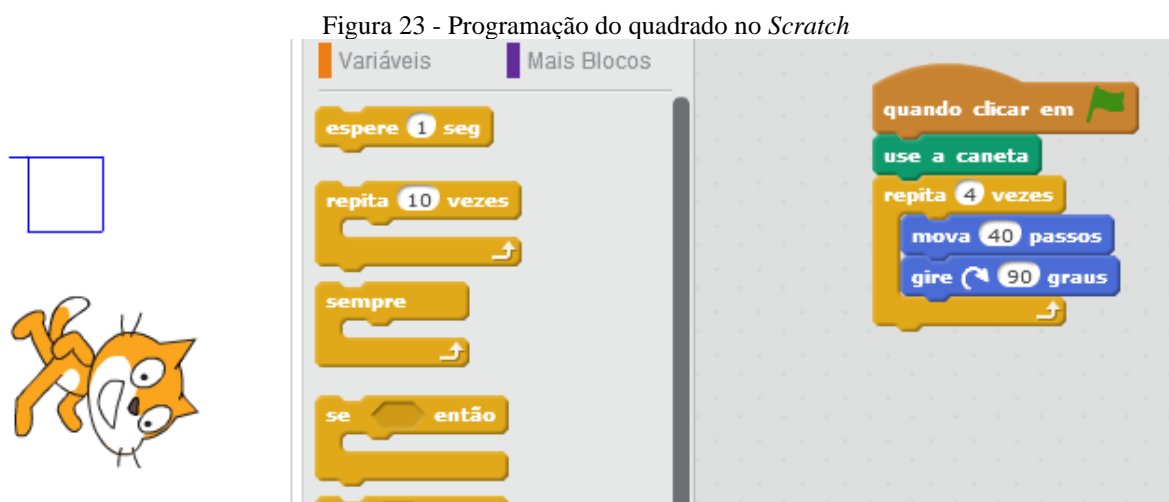 Figura 23 - Programação do quadrado no Scratch
Variáveis Mais Blocos
espere 1 seg
repita 10 vezes
sempre
se então
quando clicar em
use a caneta
repita 4 vezes
mova 40 passos
gire 90 graus